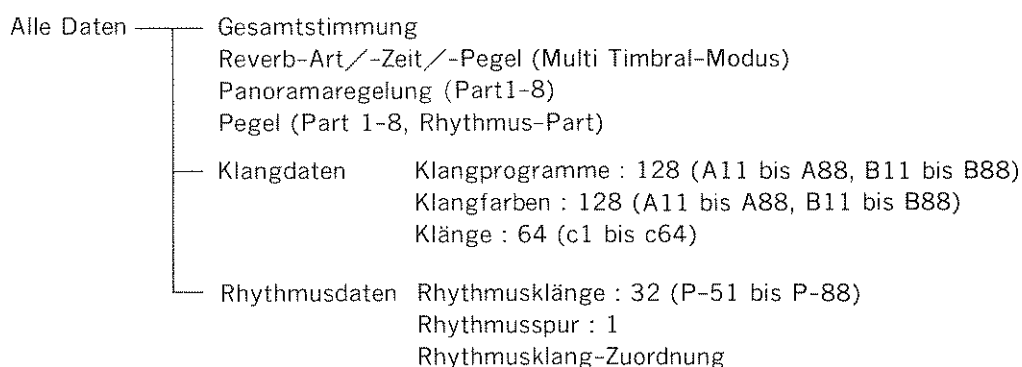 Alle Daten Gesamtstimmung
Reverb-Art/-Zeit/-Pegel (Multi Timbral-Modus)
Panoramaregelung (Part1-8)
Pegel (Part 1-8, Rhythmus-Part)
Klangdaten Klangprogramme : 128 (A11 bis A88, B11 bis B88)
Klangfarben : 128 (A11 bis A88, B11 bis B88)
Klänge : 64 (c1 bis c64)
Rhythmusdaten Rhythmusklänge : 32 (P-51 bis P-88)
Rhythmusspur : 1
Rhythmusklang-Zuordnung